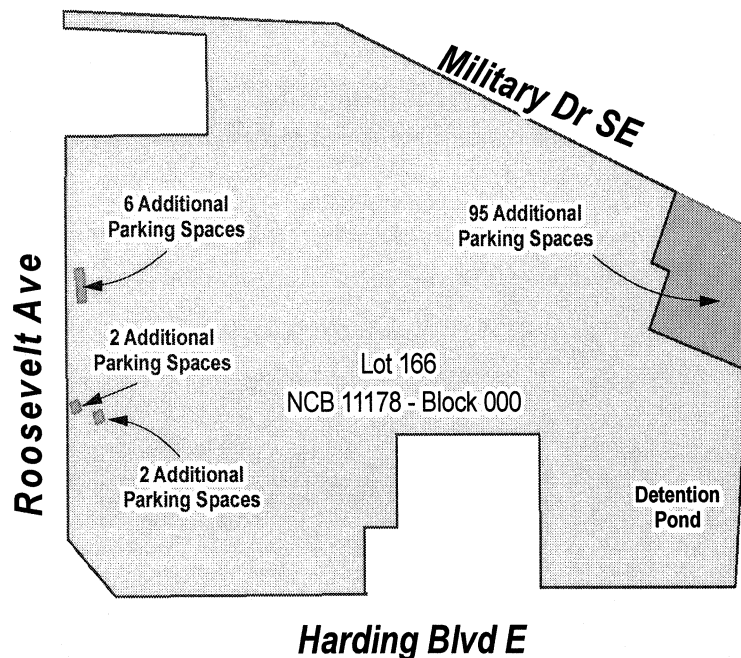 Military Dr SE
6 Additional
Parking Spaces
95 Additional
Parking Spaces
Roosevelt Ave
2 Additional
Parking Spaces
Lot 166
NCB 11178 - Block 000
2 Additional
Parking Spaces
Detention
Pond
Harding Blvd E